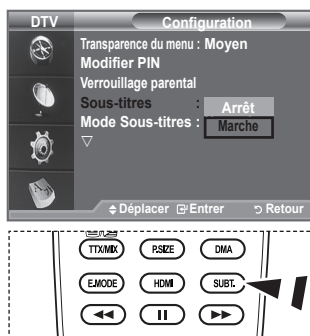 DTV Configuration
Transparence du menu : Moyen
Modifier PIN
Verrouillage parental
Sous-titres : Arrêt
Mode Sous-titres : Marche
Déplacer Entrer Retour
TTX/MIX P.SIZE DMA
E.MODE HDMI SUBT.